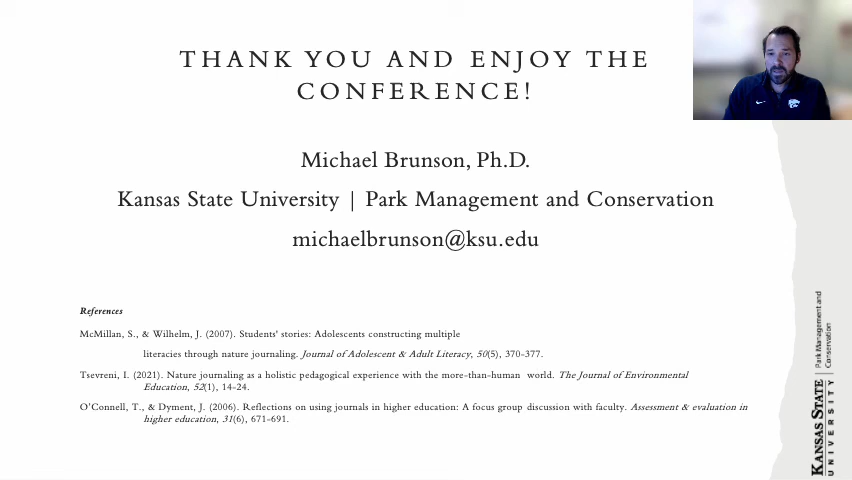 THANK YOU AND ENJOY THE
CONFERENCE!
Michael Brunson, Ph.D.
Kansas State University | Park Management and Conservation
michaelbrunson@ksu.edu
References
McMillan, S., & Wilhelm, J. (2007). Students' stories: Adolescents constructing multiple
literacies through nature journaling. Journal of Adolescent & Adult Literacy, 50(5), 370-377.
Tsevreni, I. (2021). Nature journaling as a holistic pedagogical experience with the more-than-human world. The Journal of Environmental
Education, 52(1), 14-24.
O'Connell, T., & Dyment, J. (2006). Reflections on using journals in higher education: A focus group discussion with faculty. Assessment & evaluation in
higher education, 31(6), 671-691.
KANSAS STATE
UNIVERSITY
Park Management and
Conservation